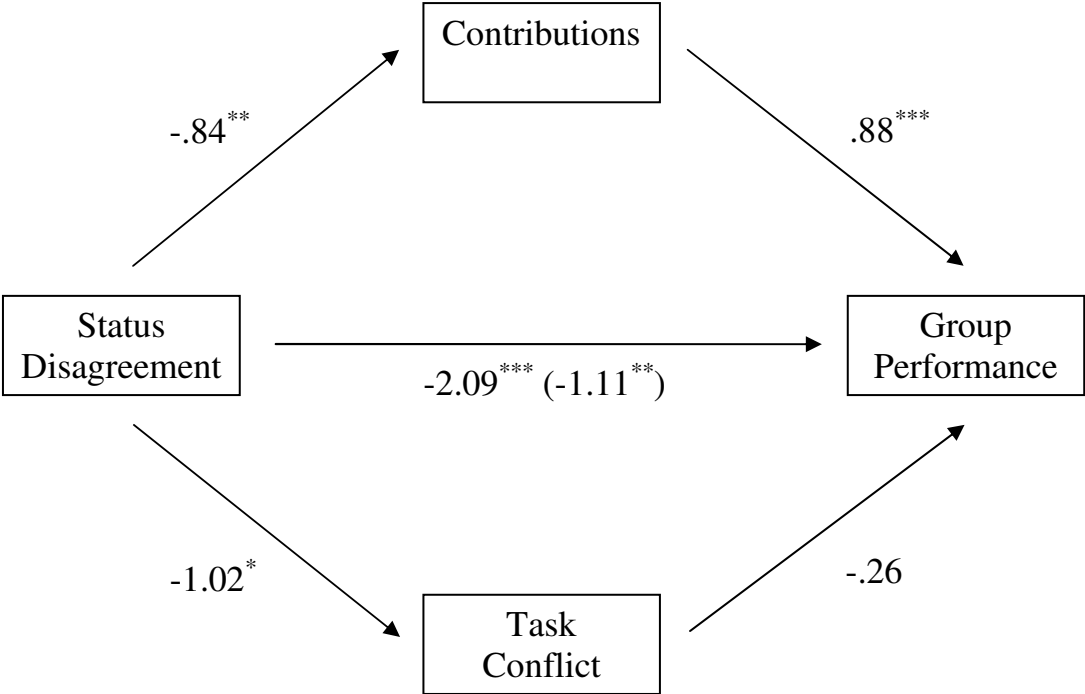 Contributions
-.84**
.88***
Status
Disagreement
Group
Performance
-2.09*** (-1.11**)
-1.02*
-.26
Task
Conflict